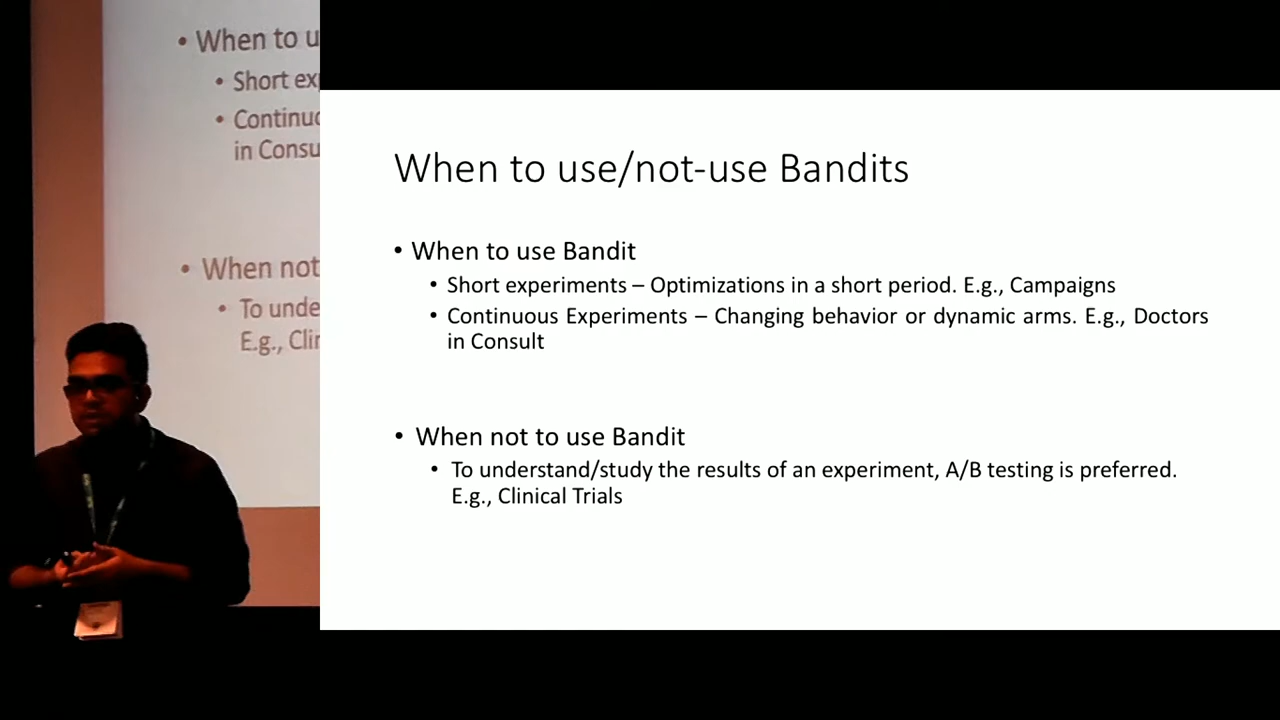 • When to u
• Short ex
• Continuo
in Consu
• When not
• To unde
E.g., Clin
When to use/not-use Bandits
• When to use Bandit
• Short experiments – Optimizations in a short period. E.g., Campaigns
• Continuous Experiments – Changing behavior or dynamic arms. E.g., Doctors
in Consult
• When not to use Bandit
• To understand/study the results of an experiment, A/B testing is preferred.
E.g., Clinical Trials